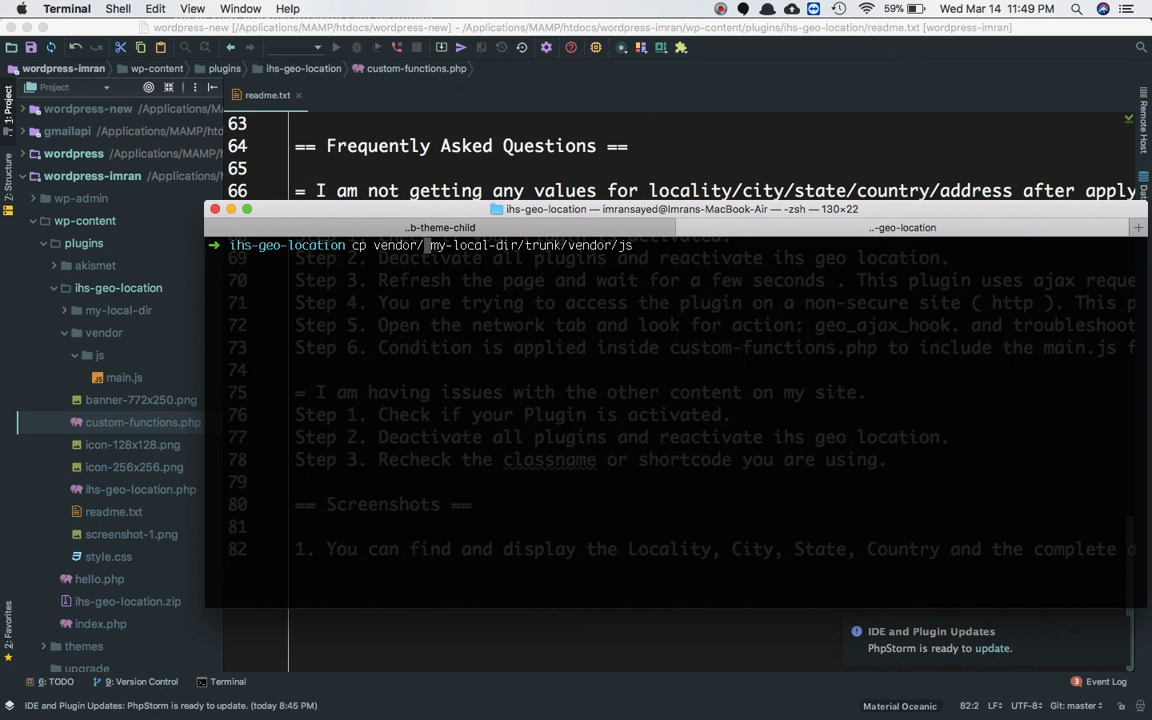 Terminal Shell Edit View Window Help 59% Wed Mar 14 11:49 PM
wordpress-new [/Applications/MAMP/htdocs/wordpress-new] - /Applications/MAMP/htdocs/wordpress-new/wp-content/plugins/ihs-geo-location/readme.txt [wordpress-imran]
wordpress-imran wp-content plugins ihs-geo-location custom-functions.php
Project
readme.txt
1: Project
Z: Structure
2: Favorites
wordpress-new /Applications/MA
gmailapi /Applications/MAMP/htd
wordpress /Applications/MAMP/h
wordpress-imran /Applications/M
wp-admin
wp-content
plugins
akismet
ihs-geo-location
my-local-dir
vendor
js
main.js
banner-772x250.png
custom-functions.php
icon-128x128.png
icon-256x256.png
ihs-geo-location.php
readme.txt
screenshot-1.png
style.css
hello.php
ihs-geo-location.zip
index.php
themes
upgrade
63
64 == Frequently Asked Questions ==
65
66 = I am not getting any values for locality/city/state/country/address after apply
ihs-geo-location — imransayed@Imrans-MacBook-Air — -zsh — 130×22
..b-theme-child ..-geo-location
➜ ihs-geo-location cp vendor/ my-local-dir/trunk/vendor/js
69 Step 2. Deactivate all plugins and reactivate ihs geo location.
70 Step 3. Refresh the page and wait for a few seconds . This plugin uses ajax reque
71 Step 4. You are trying to access the plugin on a non-secure site ( http ). This p
72 Step 5. Open the network tab and look for action: geo_ajax_hook. and troubleshoot
73 Step 6. Condition is applied inside custom-functions.php to include the main.js f
74
75 = I am having issues with the other content on my site.
76 Step 1. Check if your Plugin is activated.
77 Step 2. Deactivate all plugins and reactivate ihs geo location.
78 Step 3. Recheck the classname or shortcode you are using.
79
80 == Screenshots ==
81
82 1. You can find and display the Locality, City, State, Country and the complete a
Remote Host
IDE and Plugin Updates
PhpStorm is ready to update.
6: TODO 9: Version Control Terminal 3 Event Log
IDE and Plugin Updates: PhpStorm is ready to update. (today 8:45 PM) Material Oceanic 82:2 LF UTF-8 Git: master